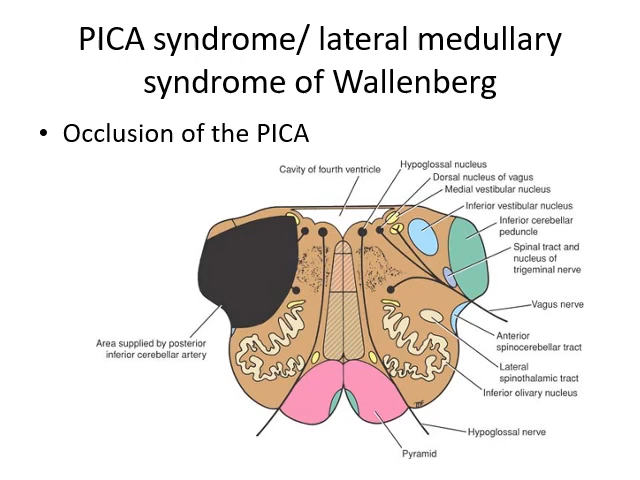 PICA syndrome/ lateral medullary
syndrome of Wallenberg
• Occlusion of the PICA
Cavity of fourth ventricle
Hypoglossal nucleus
Dorsal nucleus of vagus
Medial vestibular nucleus
Inferior vestibular nucleus
Inferior cerebellar
peduncle
Spinal tract and
nucleus of
trigeminal nerve
Vagus nerve
Anterior
spinocerebellar tract
Lateral
spinothalamic tract
Inferior olivary nucleus
Hypoglossal nerve
Pyramid
Area supplied by posterior
inferior cerebellar artery